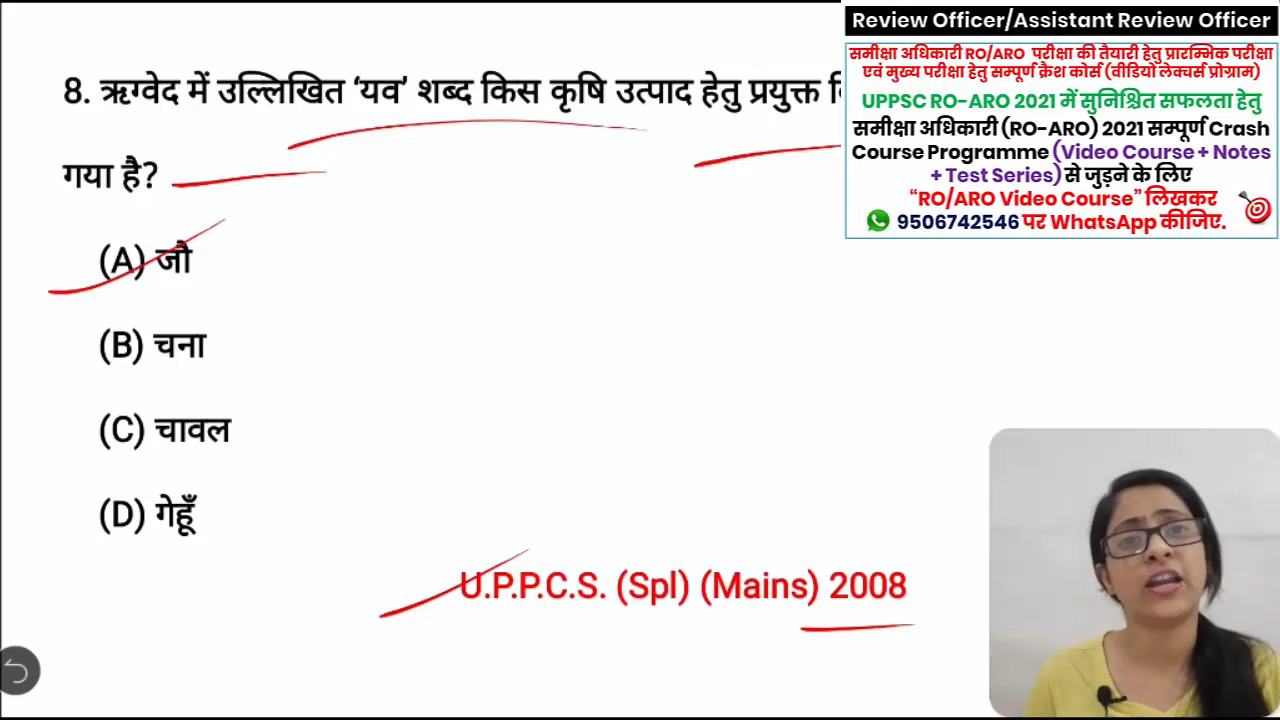 Review Officer/Assistant Review Officer
समीक्षा अधिकारी RO/ARO परीक्षा की तैयारी हेतु प्रारम्भिक परीक्षा
एवं मुख्य परीक्षा हेतु सम्पूर्ण क्रैश कोर्स (वीडियो लेक्चर्स प्रोग्राम)
UPPSC RO-ARO 2021 में सुनिश्चित सफलता हेतु
समीक्षा अधिकारी (RO-ARO) 2021 सम्पूर्ण Crash
Course Programme (Video Course + Notes
+ Test Series) से जुड़ने के लिए
“RO/ARO Video Course” लिखकर
9506742546 पर WhatsApp कीजिए.
8. ऋग्वेद में उल्लिखित ‘यव’ शब्द किस कृषि उत्पाद हेतु प्रयुक्त
गया है?
(A) जौ
(B) चना
(C) चावल
(D) गेहूँ
U.P.P.C.S. (Spl) (Mains) 2008